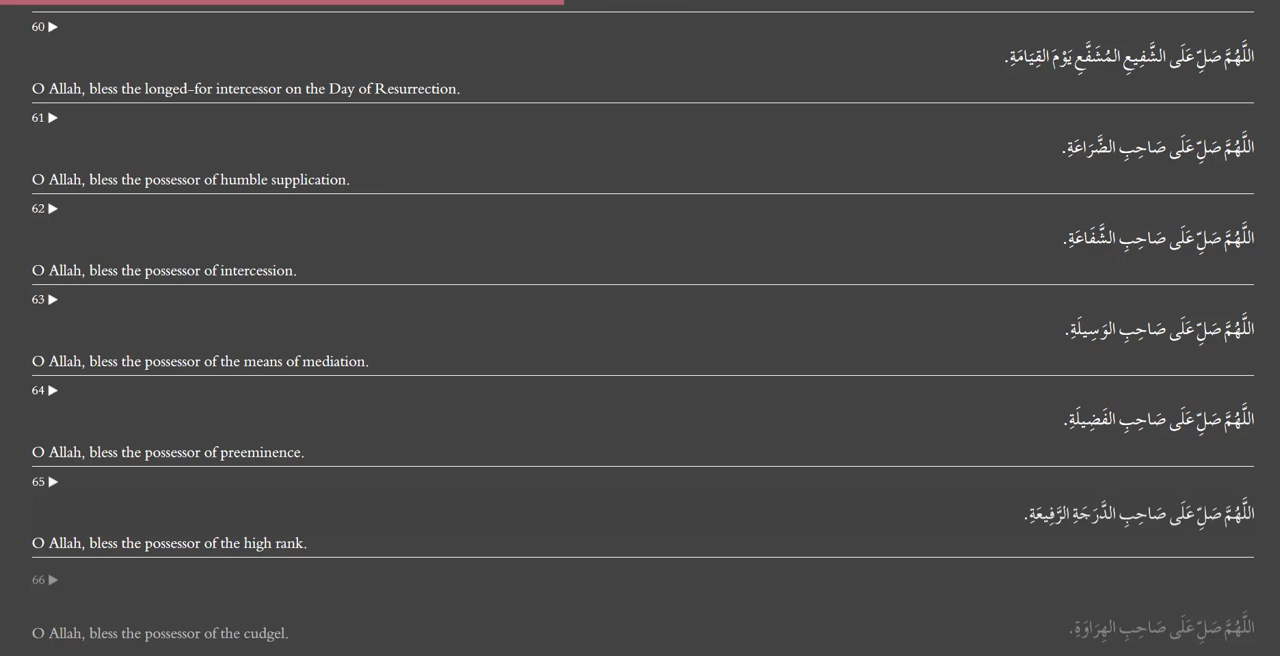 60 ▶
اللَّهُمَّ صَلِّ عَلَى الشَّفِيعِ المُشَفَّعِ يَوْمَ القِيَامَةِ.
O Allah, bless the longed-for intercessor on the Day of Resurrection.
61 ▶
اللَّهُمَّ صَلِّ عَلَى صَاحِبِ الضَّرَاعَةِ.
O Allah, bless the possessor of humble supplication.
62 ▶
اللَّهُمَّ صَلِّ عَلَى صَاحِبِ الشَّفَاعَةِ.
O Allah, bless the possessor of intercession.
63 ▶
اللَّهُمَّ صَلِّ عَلَى صَاحِبِ الوَسِيلَةِ.
O Allah, bless the possessor of the means of mediation.
64 ▶
اللَّهُمَّ صَلِّ عَلَى صَاحِبِ الفَضِيلَةِ.
O Allah, bless the possessor of preeminence.
65 ▶
اللَّهُمَّ صَلِّ عَلَى صَاحِبِ الدَّرَجَةِ الرَّفِيعَةِ.
O Allah, bless the possessor of the high rank.
66 ▶
اللَّهُمَّ صَلِّ عَلَى صَاحِبِ الهِرَاوَةِ.
O Allah, bless the possessor of the cudgel.